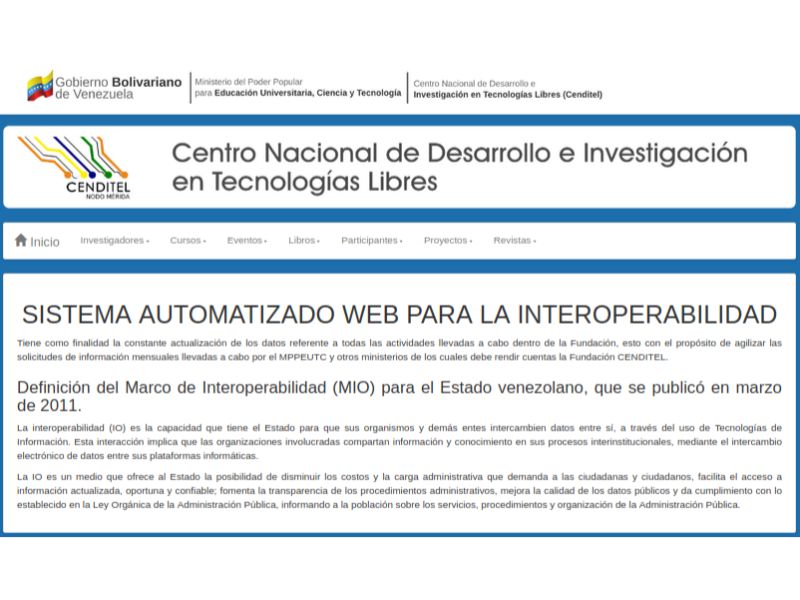 Gobierno Bolivariano
de Venezuela
Ministerio del Poder Popular
para Educación Universitaria, Ciencia y Tecnología
Centro Nacional de Desarrollo e
Investigación en Tecnologías Libres (Cenditel)
CENDITEL
NODO MÉRIDA
Centro Nacional de Desarrollo e Investigación
en Tecnologías Libres
Inicio Investigadores Cursos Eventos Libros Participantes Proyectos Revistas
SISTEMA AUTOMATIZADO WEB PARA LA INTEROPERABILIDAD
Tiene como finalidad la constante actualización de los datos referente a todas las actividades llevadas a cabo dentro de la Fundación, esto con el propósito de agilizar las
solicitudes de información mensuales llevadas a cabo por el MPPEUTC y otros ministerios de los cuales debe rendir cuentas la Fundación CENDITEL.
Definición del Marco de Interoperabilidad (MIO) para el Estado venezolano, que se publicó en marzo
de 2011.
La interoperabilidad (IO) es la capacidad que tiene el Estado para que sus organismos y demás entes intercambien datos entre sí, a través del uso de Tecnologías de
Información. Esta interacción implica que las organizaciones involucradas compartan información y conocimiento en sus procesos interinstitucionales, mediante el intercambio
electrónico de datos entre sus plataformas informáticas.
La IO es un medio que ofrece al Estado la posibilidad de disminuir los costos y la carga administrativa que demanda a las ciudadanas y ciudadanos, facilita el acceso a
información actualizada, oportuna y confiable; fomenta la transparencia de los procedimientos administrativos, mejora la calidad de los datos públicos y da cumplimiento con lo
establecido en la Ley Orgánica de la Administración Pública, informando a la población sobre los servicios, procedimientos y organización de la Administración Pública.